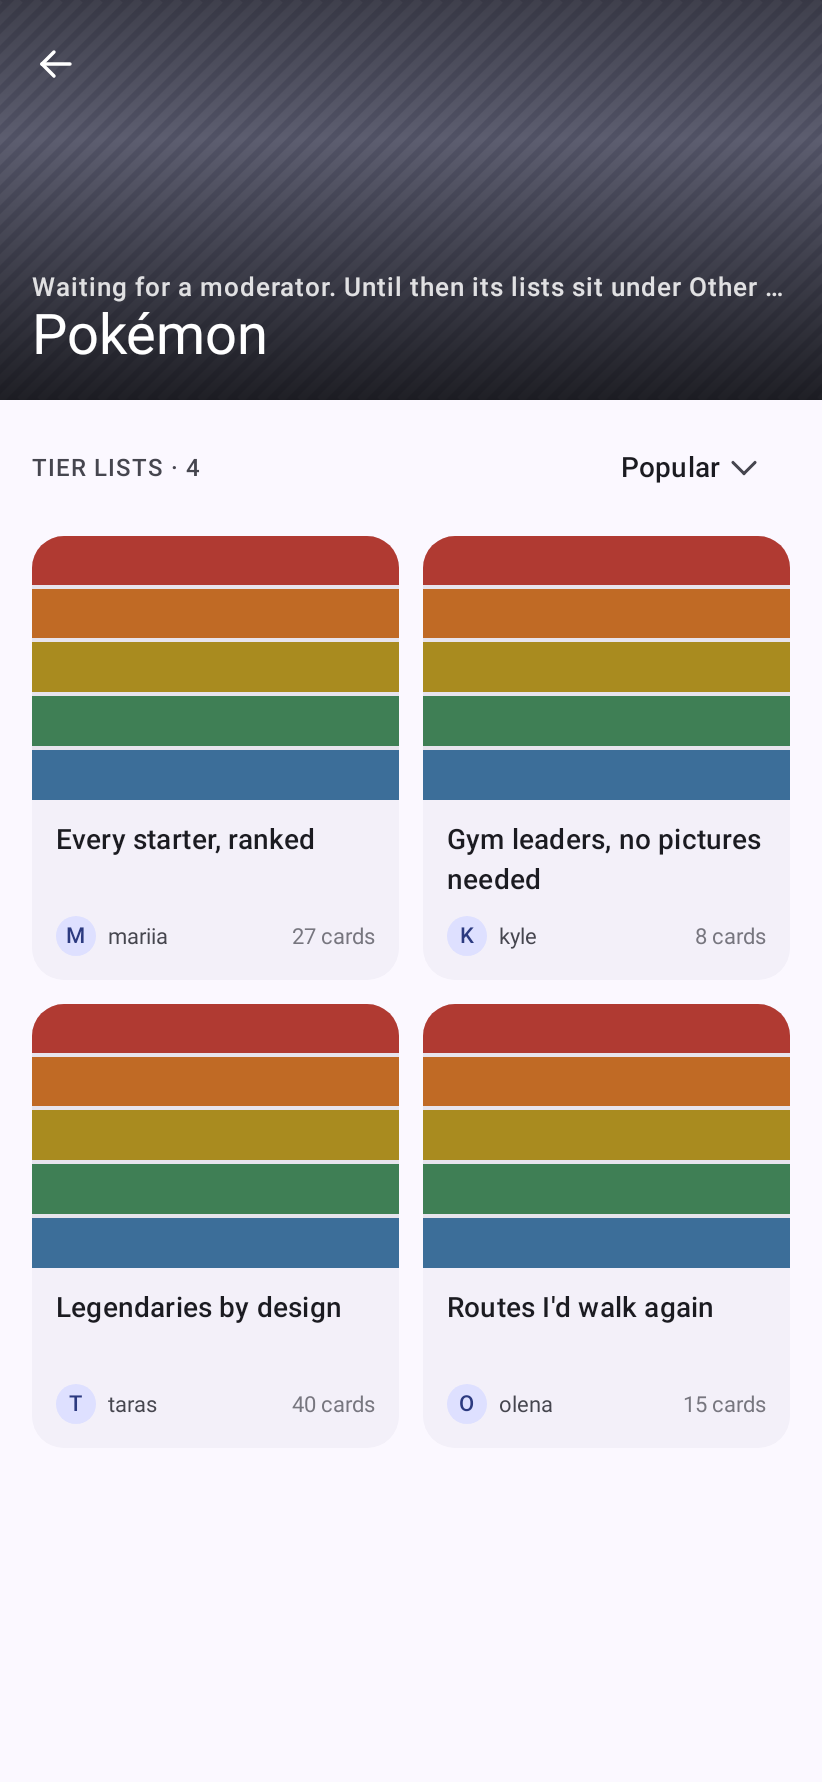 Waiting for a moderator. Until then its lists sit under Other …
Pokémon
TIER LISTS · 4
Popular
Every starter, ranked
M mariia 27 cards
Gym leaders, no pictures
needed
K kyle 8 cards
Legendaries by design
T taras 40 cards
Routes I'd walk again
O olena 15 cards